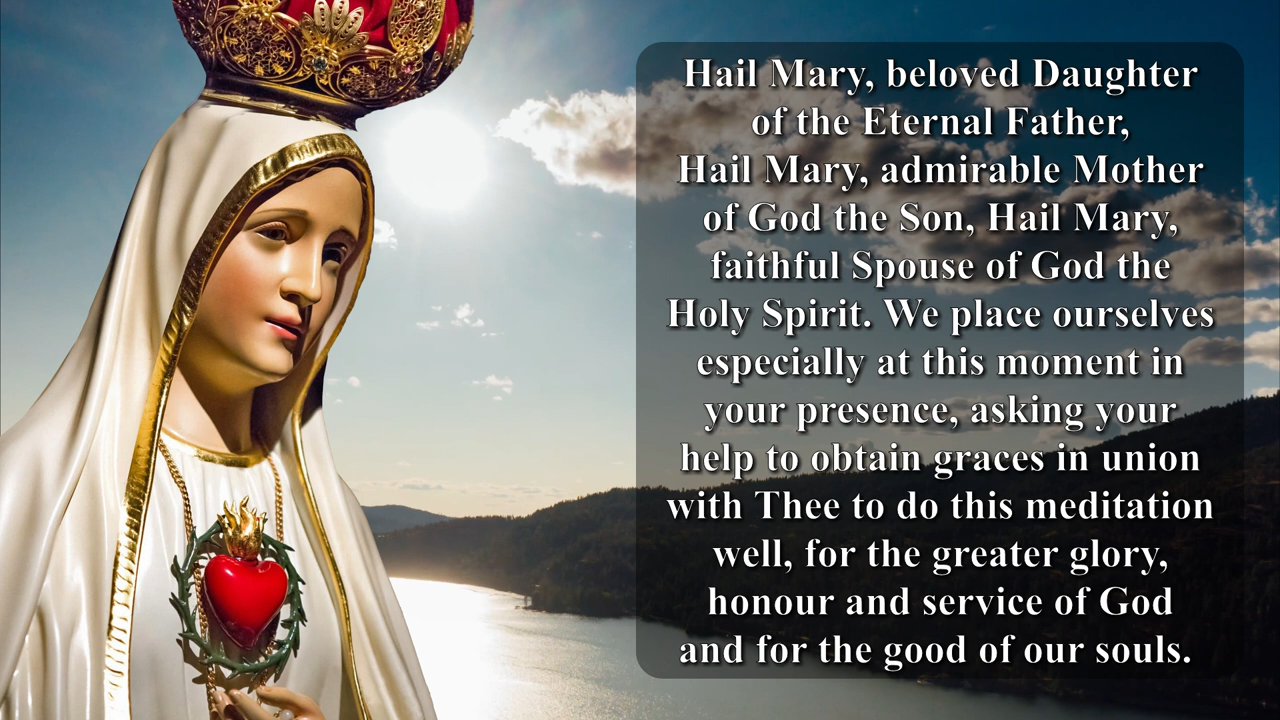 Hail Mary, beloved Daughter
of the Eternal Father,
Hail Mary, admirable Mother
of God the Son, Hail Mary,
faithful Spouse of God the
Holy Spirit. We place ourselves
especially at this moment in
your presence, asking your
help to obtain graces in union
with Thee to do this meditation
well, for the greater glory,
honour and service of God
and for the good of our souls.